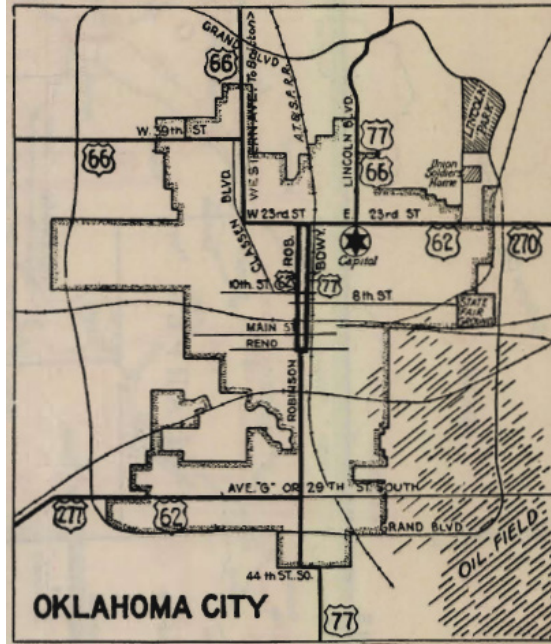 GRAND BLVD
66
WESTERN AVE. To Britton>
A.T.&S.F.R.R.
LINCOLN BLVD.
LINCOLN PARK
W. 39th ST
77
66
66
Union Soldiers Home
CLASSEN BLVD.
W 23rd ST
E. 23rd ST
62
270
ROB.
BDWY.
Capitol
10th ST
77
8th ST
STATE FAIR GROUND
MAIN ST
RENO
ROBINSON
AVE. "G" OR 29TH ST. SOUTH
277
62
GRAND BLVD
OIL FIELD
44th ST. SO.
OKLAHOMA CITY
77